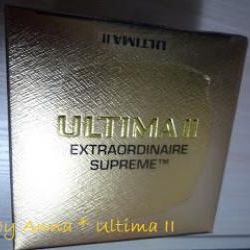 ULTIMA II
ULTIMA II
EXTRAORDINAIRE
SUPREME™
by Anna * ultima II